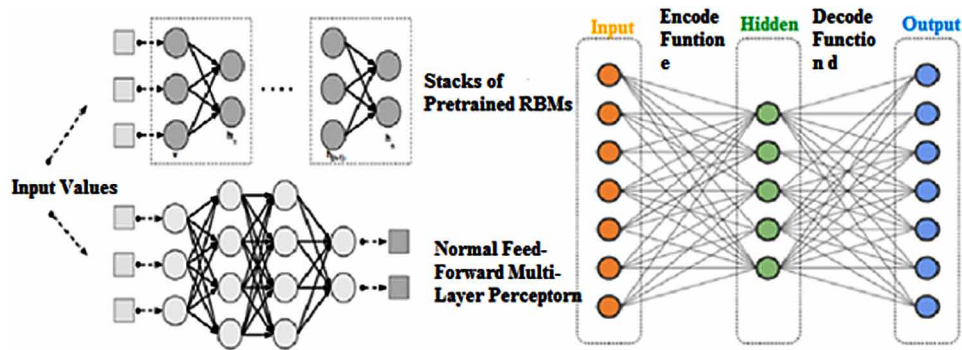 Stacks of
Pretrained RBMs
Input Values
Normal Feed-
Forward Multi-
Layer Perceptorn
Input
Encode
Funtion
e
Hidden
Decode
Functio
n d
Output